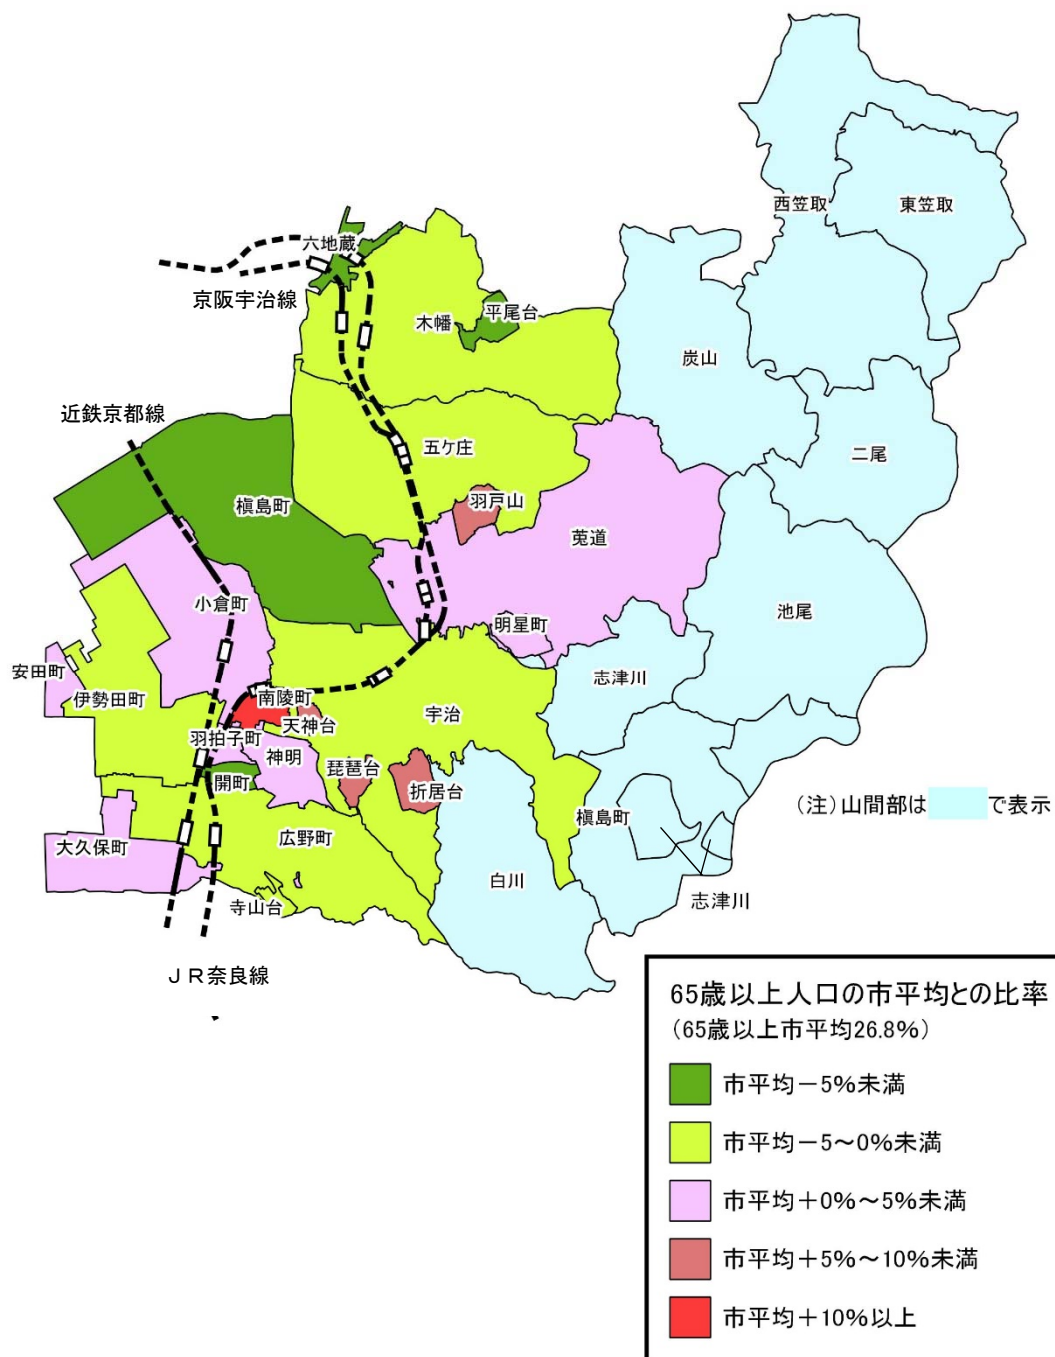 西笠取
東笠取
六地蔵
京阪宇治線
木幡
平尾台
炭山
近鉄京都線
五ケ庄
二尾
槇島町
羽戸山
莵道
小倉町
明星町
池尾
安田町
伊勢田町
南陵町
志津川
天神台
宇治
羽拍子町
神明
琵琶台
開町
折居台
槇島町
(注)山間部は で表示
大久保町
広野町
白川
志津川
寺山台
JR奈良線
65歳以上人口の市平均との比率
(65歳以上市平均26.8%)
市平均-5%未満
市平均-5~0%未満
市平均+0%~5%未満
市平均+5%~10%未満
市平均+10%以上